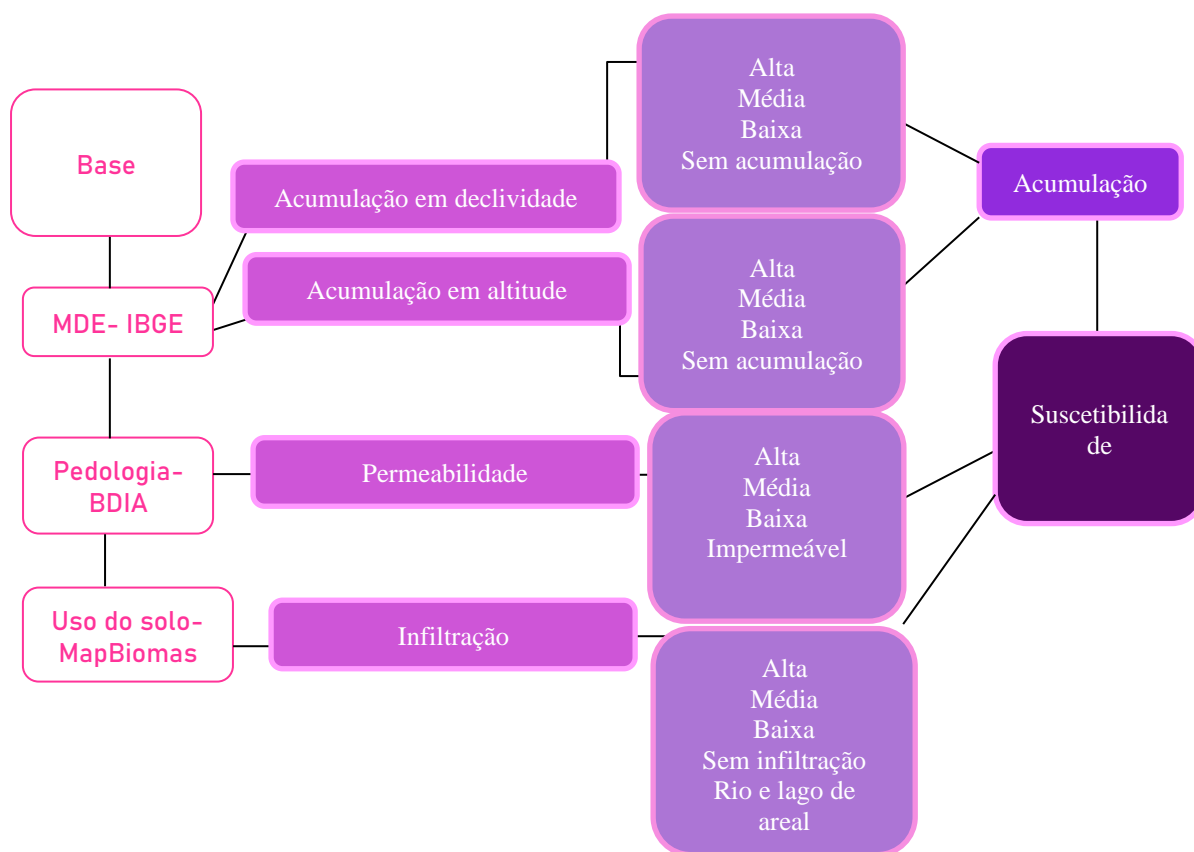 Base
MDE- IBGE
Pedologia-
BDIA
Uso do solo-
MapBiomas
Acumulação em declividade
Acumulação em altitude
Permeabilidade
Infiltração
Alta
Média
Baixa
Sem acumulação
Alta
Média
Baixa
Sem acumulação
Alta
Média
Baixa
Impermeável
Alta
Média
Baixa
Sem infiltração
Rio e lago de
areal
Acumulação
Suscetibilida
de